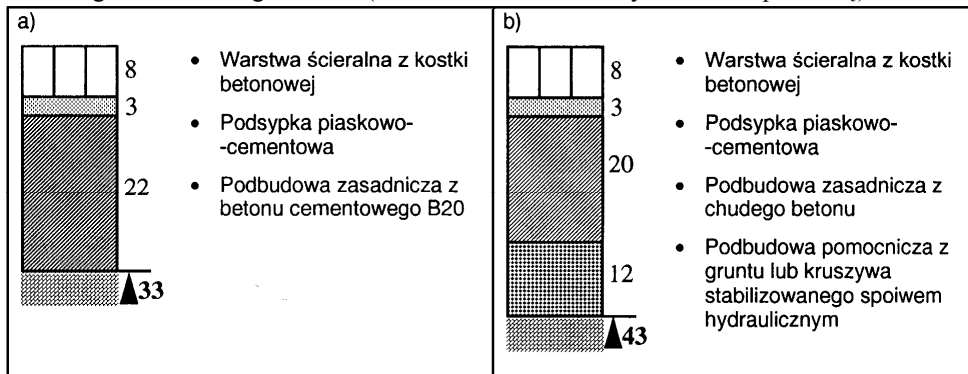 a)
8
3
22
33
• Warstwa ścieralna z kostki
betonowej
• Podsypka piaskowo-
-cementowa
• Podbudowa zasadnicza z
betonu cementowego B20
b)
8
3
20
12
43
• Warstwa ścieralna z kostki
betonowej
• Podsypka piaskowo-
-cementowa
• Podbudowa zasadnicza z
chudego betonu
• Podbudowa pomocnicza z
gruntu lub kruszywa
stabilizowanego spoiwem
hydraulicznym